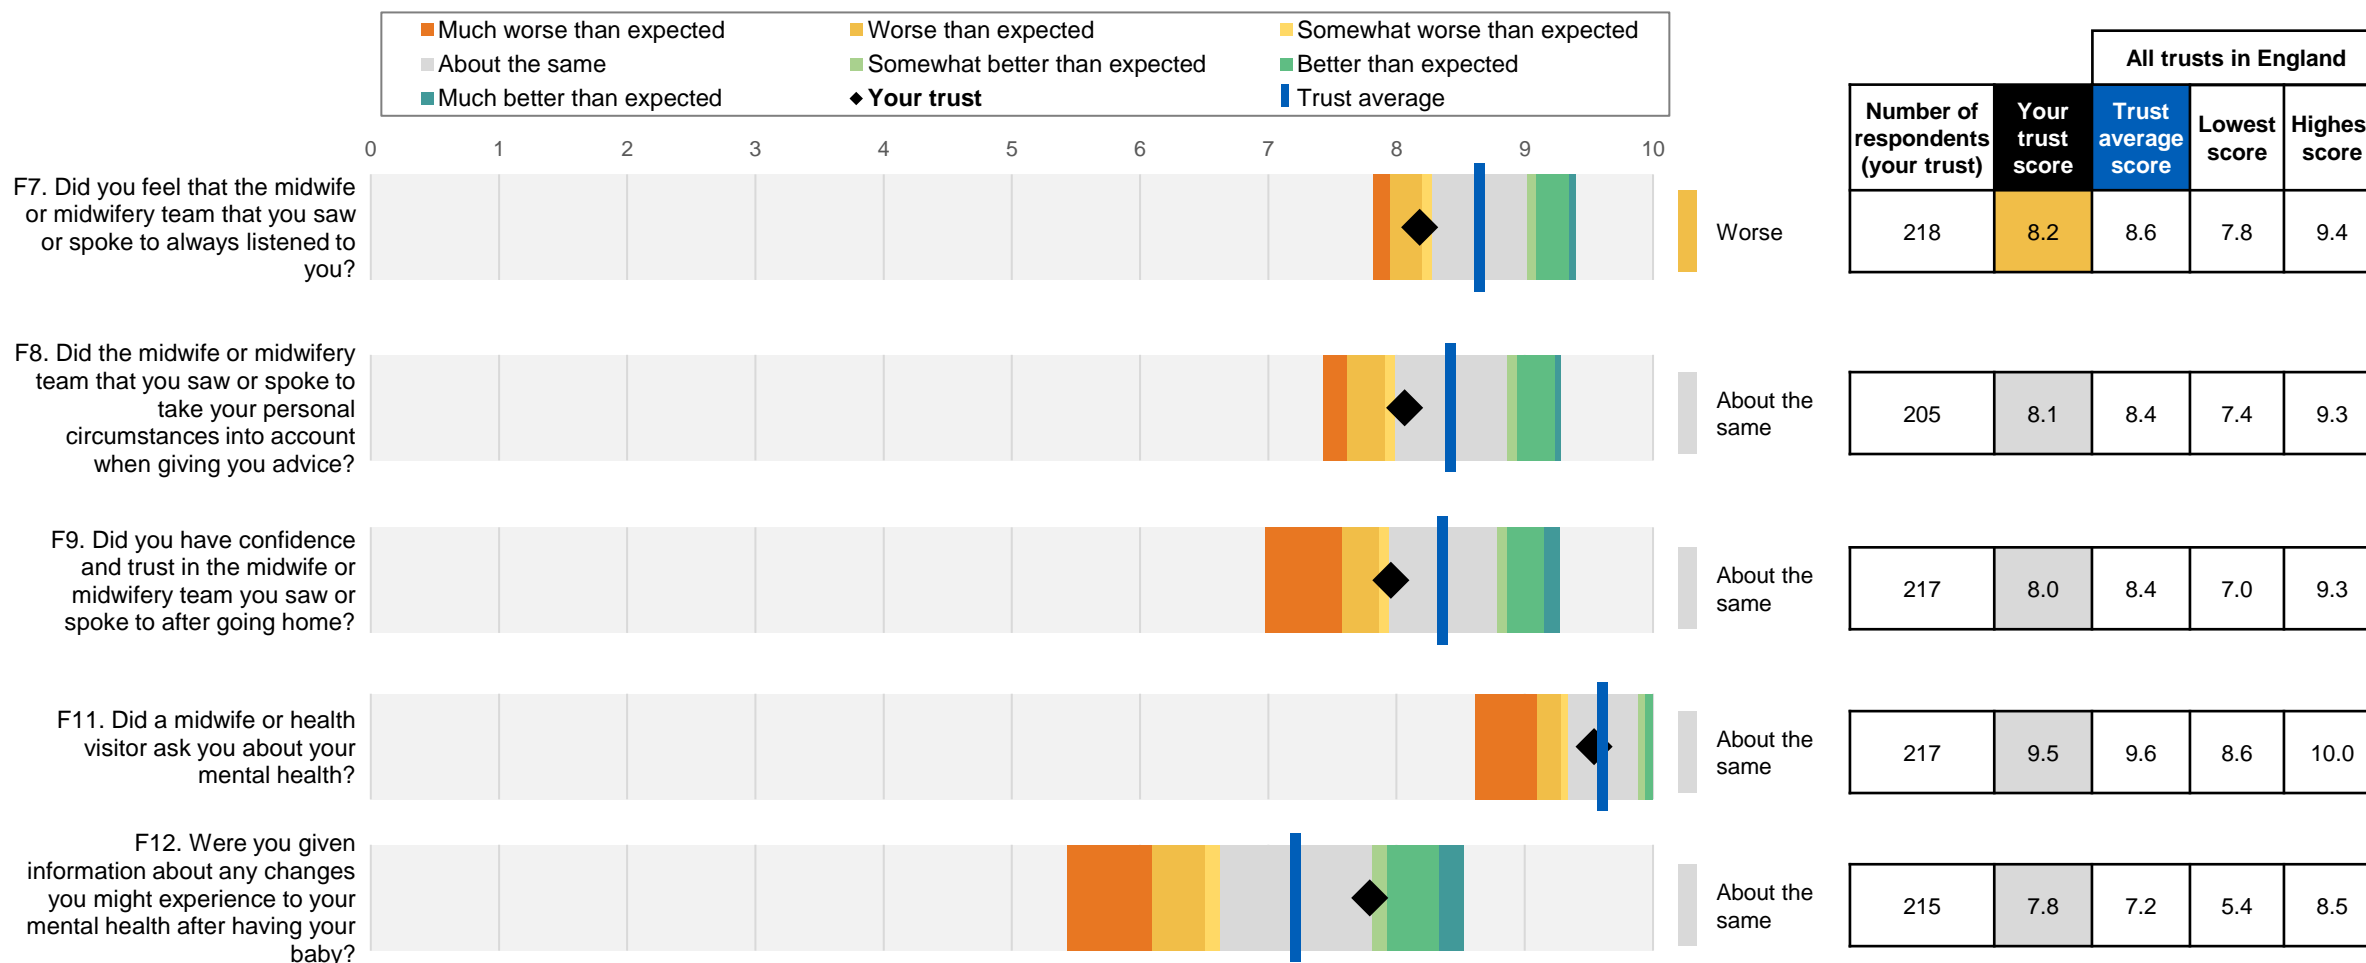 Much worse than expected
Worse than expected
Somewhat worse than expected
About the same
Somewhat better than expected
Better than expected
Much better than expected
Your trust
Trust average
All trusts in England
Number of
respondents
(your trust)
Your
trust
score
Trust
average
score
Lowest
score
Highes
score
0 1 2 3 4 5 6 7 8 9 10
F7. Did you feel that the midwife
or midwifery team that you saw
or spoke to always listened to
you?
Worse
218 8.2 8.6 7.8 9.4
F8. Did the midwife or midwifery
team that you saw or spoke to
take your personal
circumstances into account
when giving you advice?
About the
same
205 8.1 8.4 7.4 9.3
F9. Did you have confidence
and trust in the midwife or
midwifery team you saw or
spoke to after going home?
About the
same
217 8.0 8.4 7.0 9.3
F11. Did a midwife or health
visitor ask you about your
mental health?
About the
same
217 9.5 9.6 8.6 10.0
F12. Were you given
information about any changes
you might experience to your
mental health after having your
baby?
About the
same
215 7.8 7.2 5.4 8.5